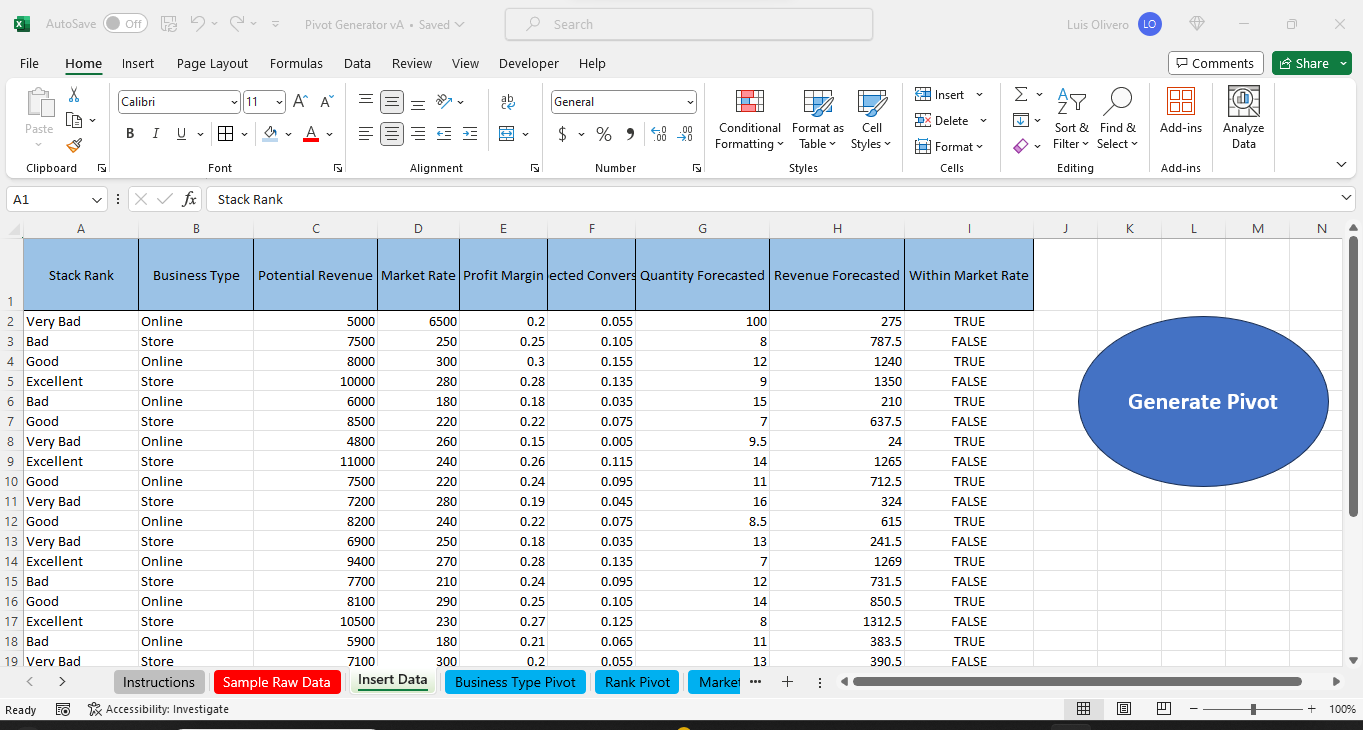 AutoSave Off Pivot Generator vA • Saved Search Luis Olivero LO
File Home Insert Page Layout Formulas Data Review View Developer Help Comments Share
Paste Calibri 11 General Conditional Formatting Format as Table Cell Styles Insert Delete Format Sort & Filter Find & Select Add-ins Analyze Data
B I U $ %
Clipboard Font Alignment Number Styles Cells Editing Add-ins
A1 fx Stack Rank
A B C D E F G H I J K L M N
1 Stack Rank Business Type Potential Revenue Market Rate Profit Margin ected Convers Quantity Forecasted Revenue Forecasted Within Market Rate
2 Very Bad Online 5000 6500 0.2 0.055 100 275 TRUE
3 Bad Store 7500 250 0.25 0.105 8 787.5 FALSE
4 Good Online 8000 300 0.3 0.155 12 1240 TRUE
5 Excellent Store 10000 280 0.28 0.135 9 1350 FALSE
6 Bad Online 6000 180 0.18 0.035 15 210 TRUE
7 Good Store 8500 220 0.22 0.075 7 637.5 FALSE
8 Very Bad Online 4800 260 0.15 0.005 9.5 24 TRUE
9 Excellent Store 11000 240 0.26 0.115 14 1265 FALSE
10 Good Online 7500 220 0.24 0.095 11 712.5 TRUE
11 Very Bad Store 7200 280 0.19 0.045 16 324 FALSE
12 Good Online 8200 240 0.22 0.075 8.5 615 TRUE
13 Very Bad Store 6900 250 0.18 0.035 13 241.5 FALSE
14 Excellent Online 9400 270 0.28 0.135 7 1269 TRUE
15 Bad Store 7700 210 0.24 0.095 12 731.5 FALSE
16 Good Online 8100 290 0.25 0.105 14 850.5 TRUE
17 Excellent Store 10500 230 0.27 0.125 8 1312.5 FALSE
18 Bad Online 5900 180 0.21 0.065 11 383.5 TRUE
19 Very Bad Store 7100 300 0.2 0.055 13 390.5 FALSE
Generate Pivot
Instructions Sample Raw Data Insert Data Business Type Pivot Rank Pivot Market
Ready Accessibility: Investigate 100%